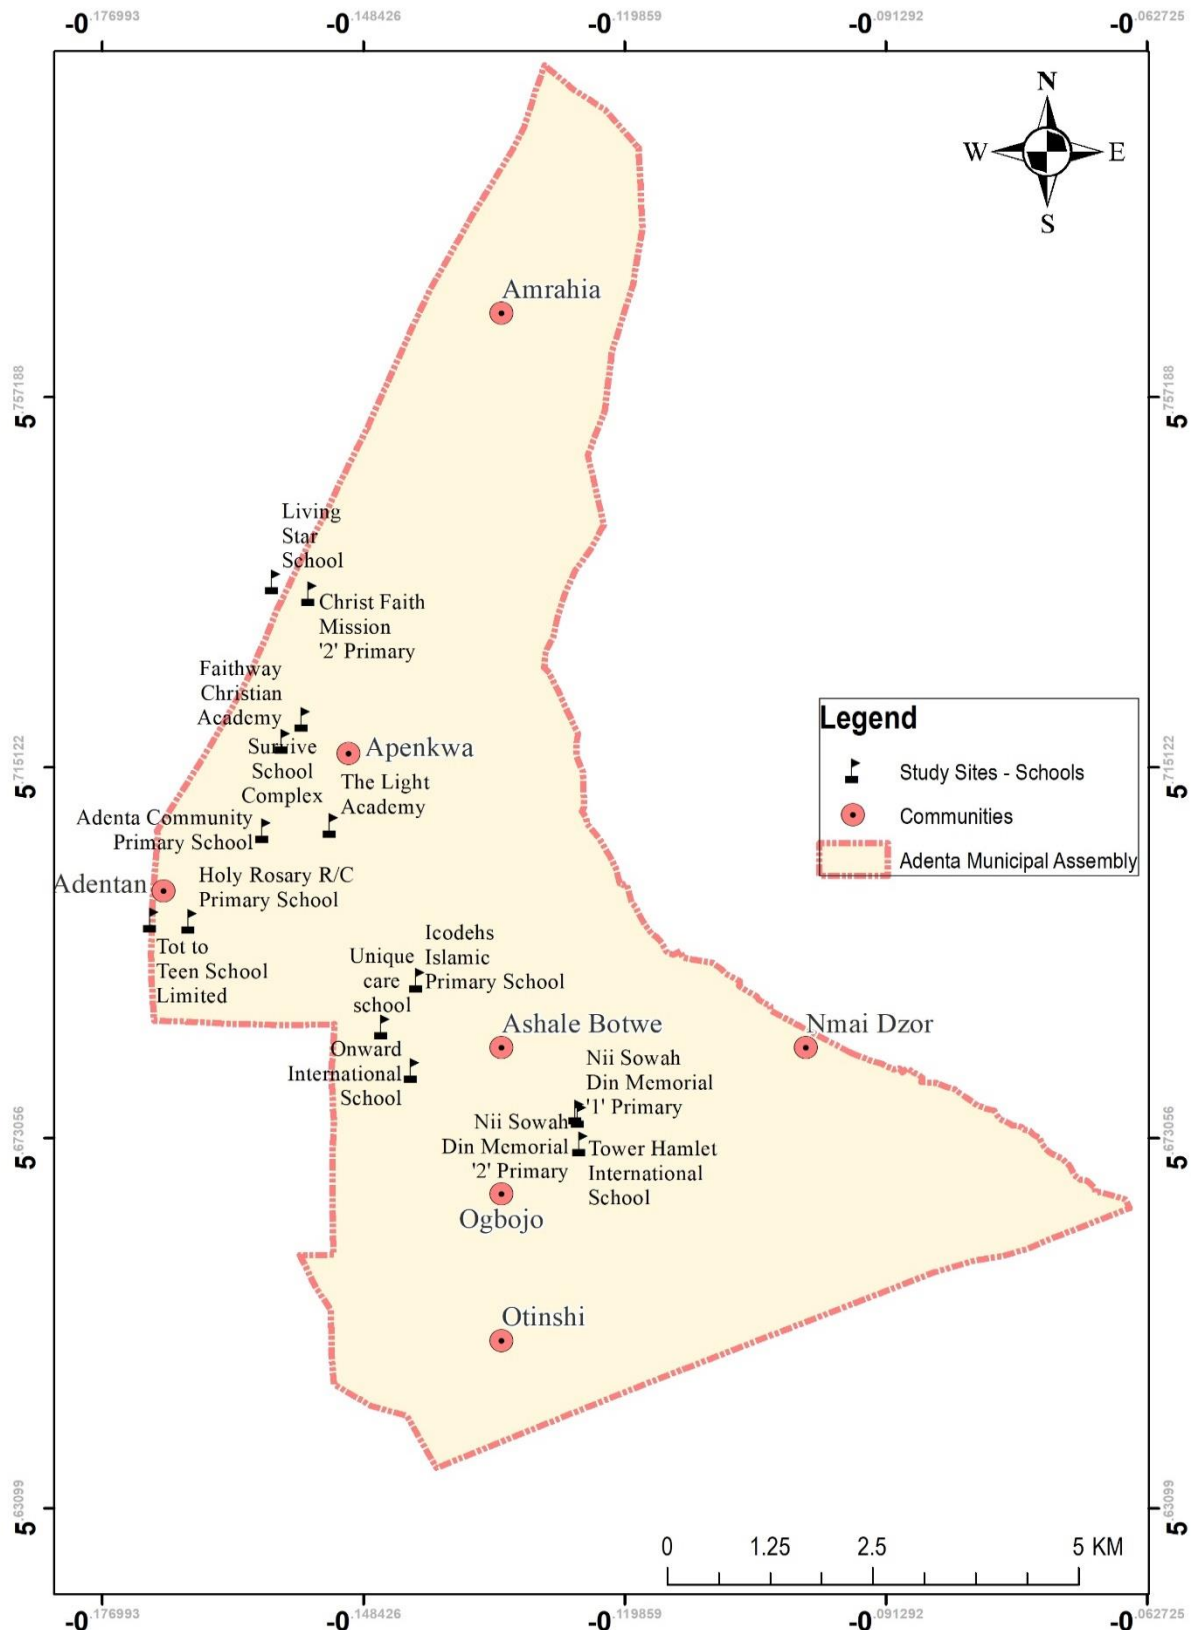 -0.176993
-0.148426
-0.119859
-0.091292
-0.062725
N
W
E
S
Amrahia
5.757188
5.757188
Living
Star
School
Christ Faith
Mission
'2' Primary
Faithway
Christian
Academy
Survive
School
Complex
Apenkwa
The Light
Academy
Legend
Study Sites - Schools
Communities
Adenta Municipal Assembly
5.715122
5.715122
Adenta Community
Primary School
Adentan
Holy Rosary R/C
Primary School
Tot to
Teen School
Limited
Icodehs
Islamic
Primary School
Unique
care
school
Ashale Botwe
Nmai Dzor
Onward
International
School
Nii Sowah
Din Memorial
'1' Primary
Nii Sowah
Din Memorial
'2' Primary
Tower Hamlet
International
School
5.673056
5.673056
Ogbojo
Otinshi
5.63099
5.63099
0
1.25
2.5
5 KM
-0.176993
-0.148426
-0.119859
-0.091292
-0.062725